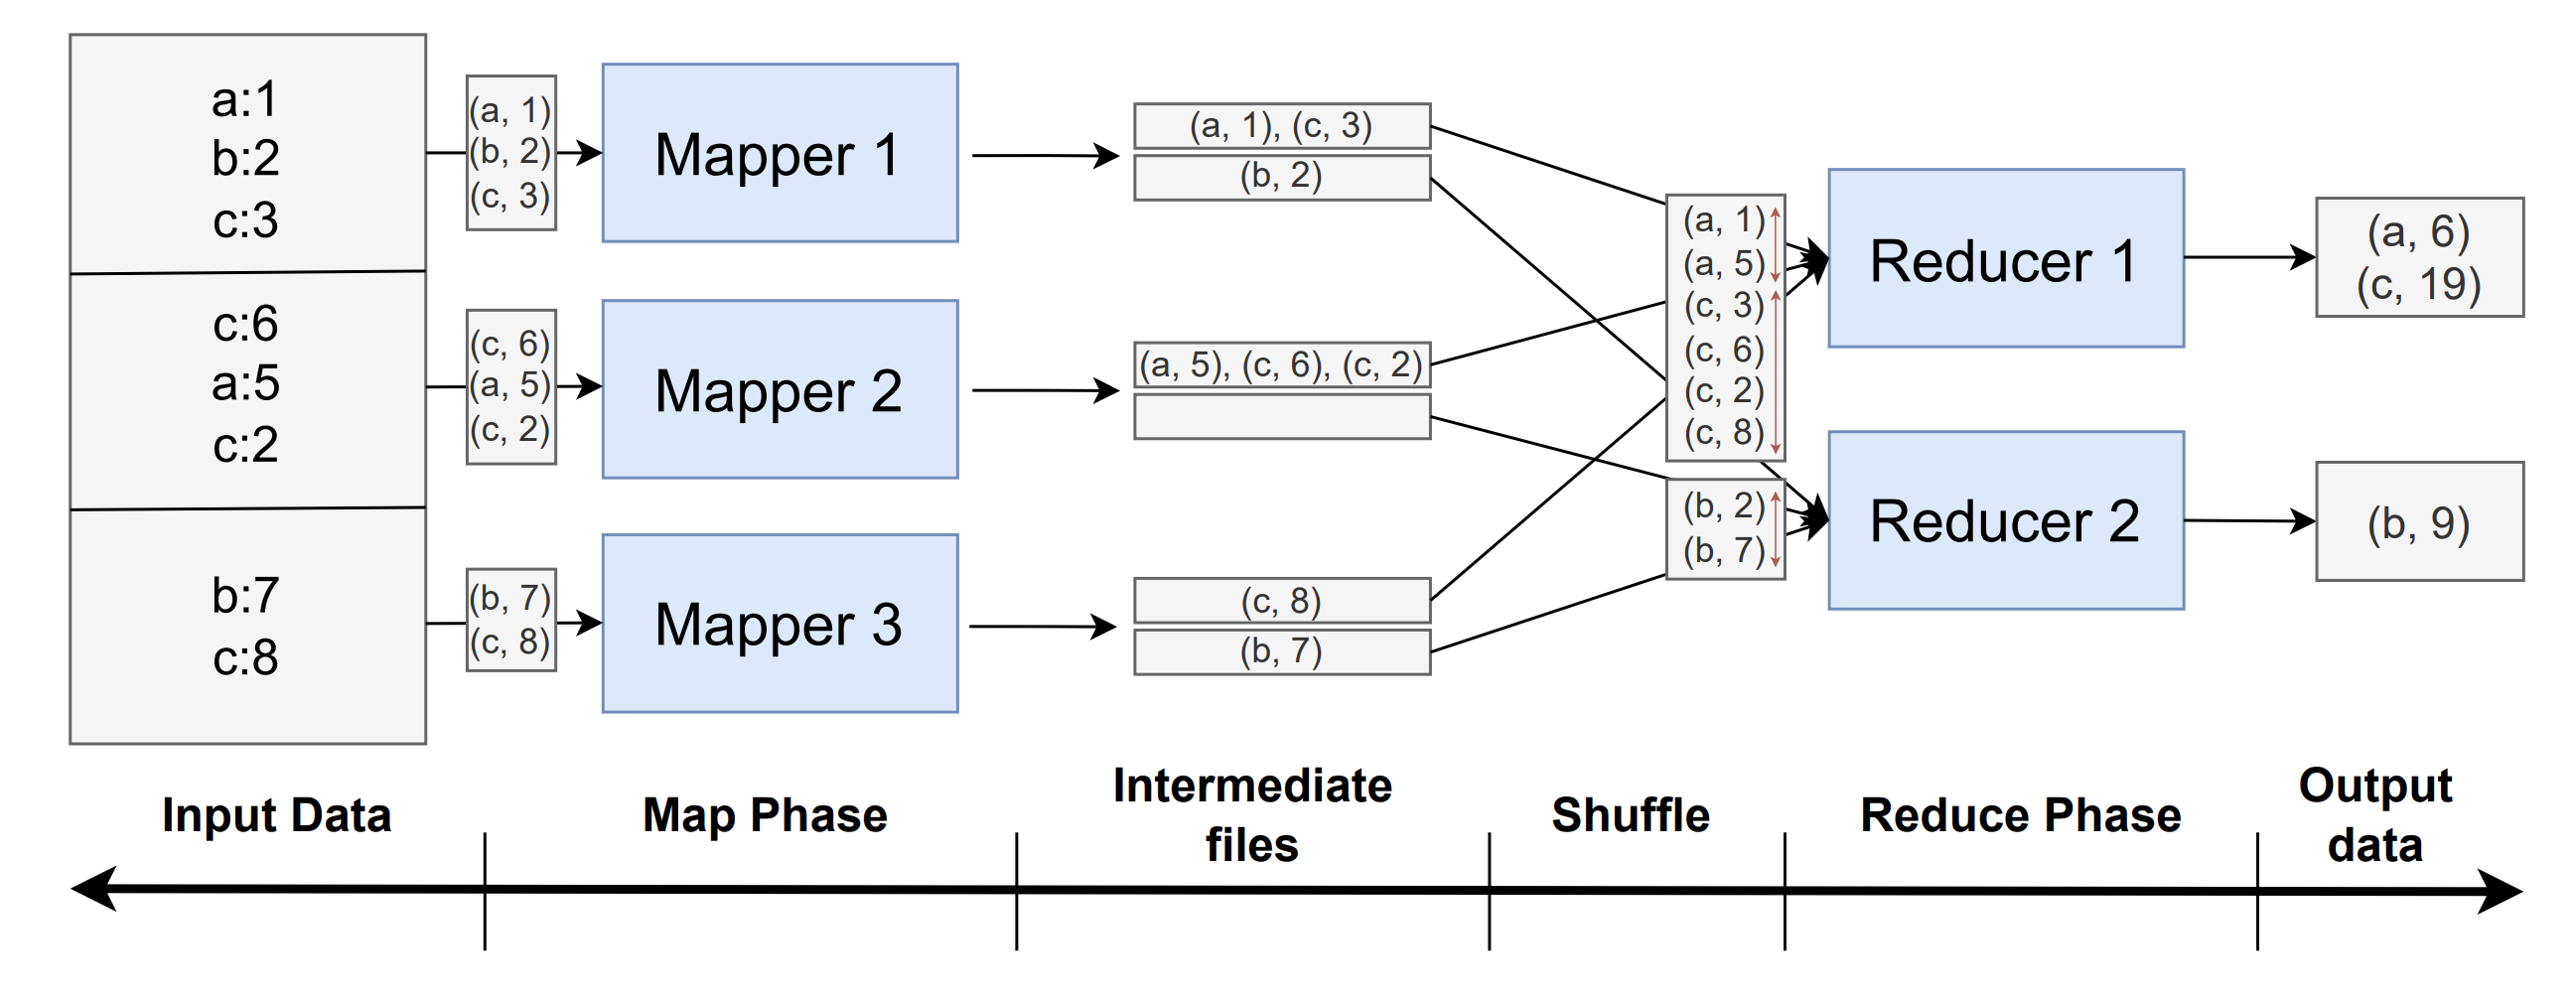 a:1
b:2
c:3
c:6
a:5
c:2
b:7
c:8
(a, 1)
(b, 2)
(c, 3)
(c, 6)
(a, 5)
(c, 2)
(b, 7)
(c, 8)
Mapper 1
Mapper 2
Mapper 3
(a, 1), (c, 3)
(b, 2)
(a, 5), (c, 6), (c, 2)
(c, 8)
(b, 7)
(a, 1)
(a, 5)
(c, 3)
(c, 6)
(c, 2)
(c, 8)
(b, 2)
(b, 7)
Reducer 1
Reducer 2
(a, 6)
(c, 19)
(b, 9)
Input Data
Map Phase
Intermediate
files
Shuffle
Reduce Phase
Output
data